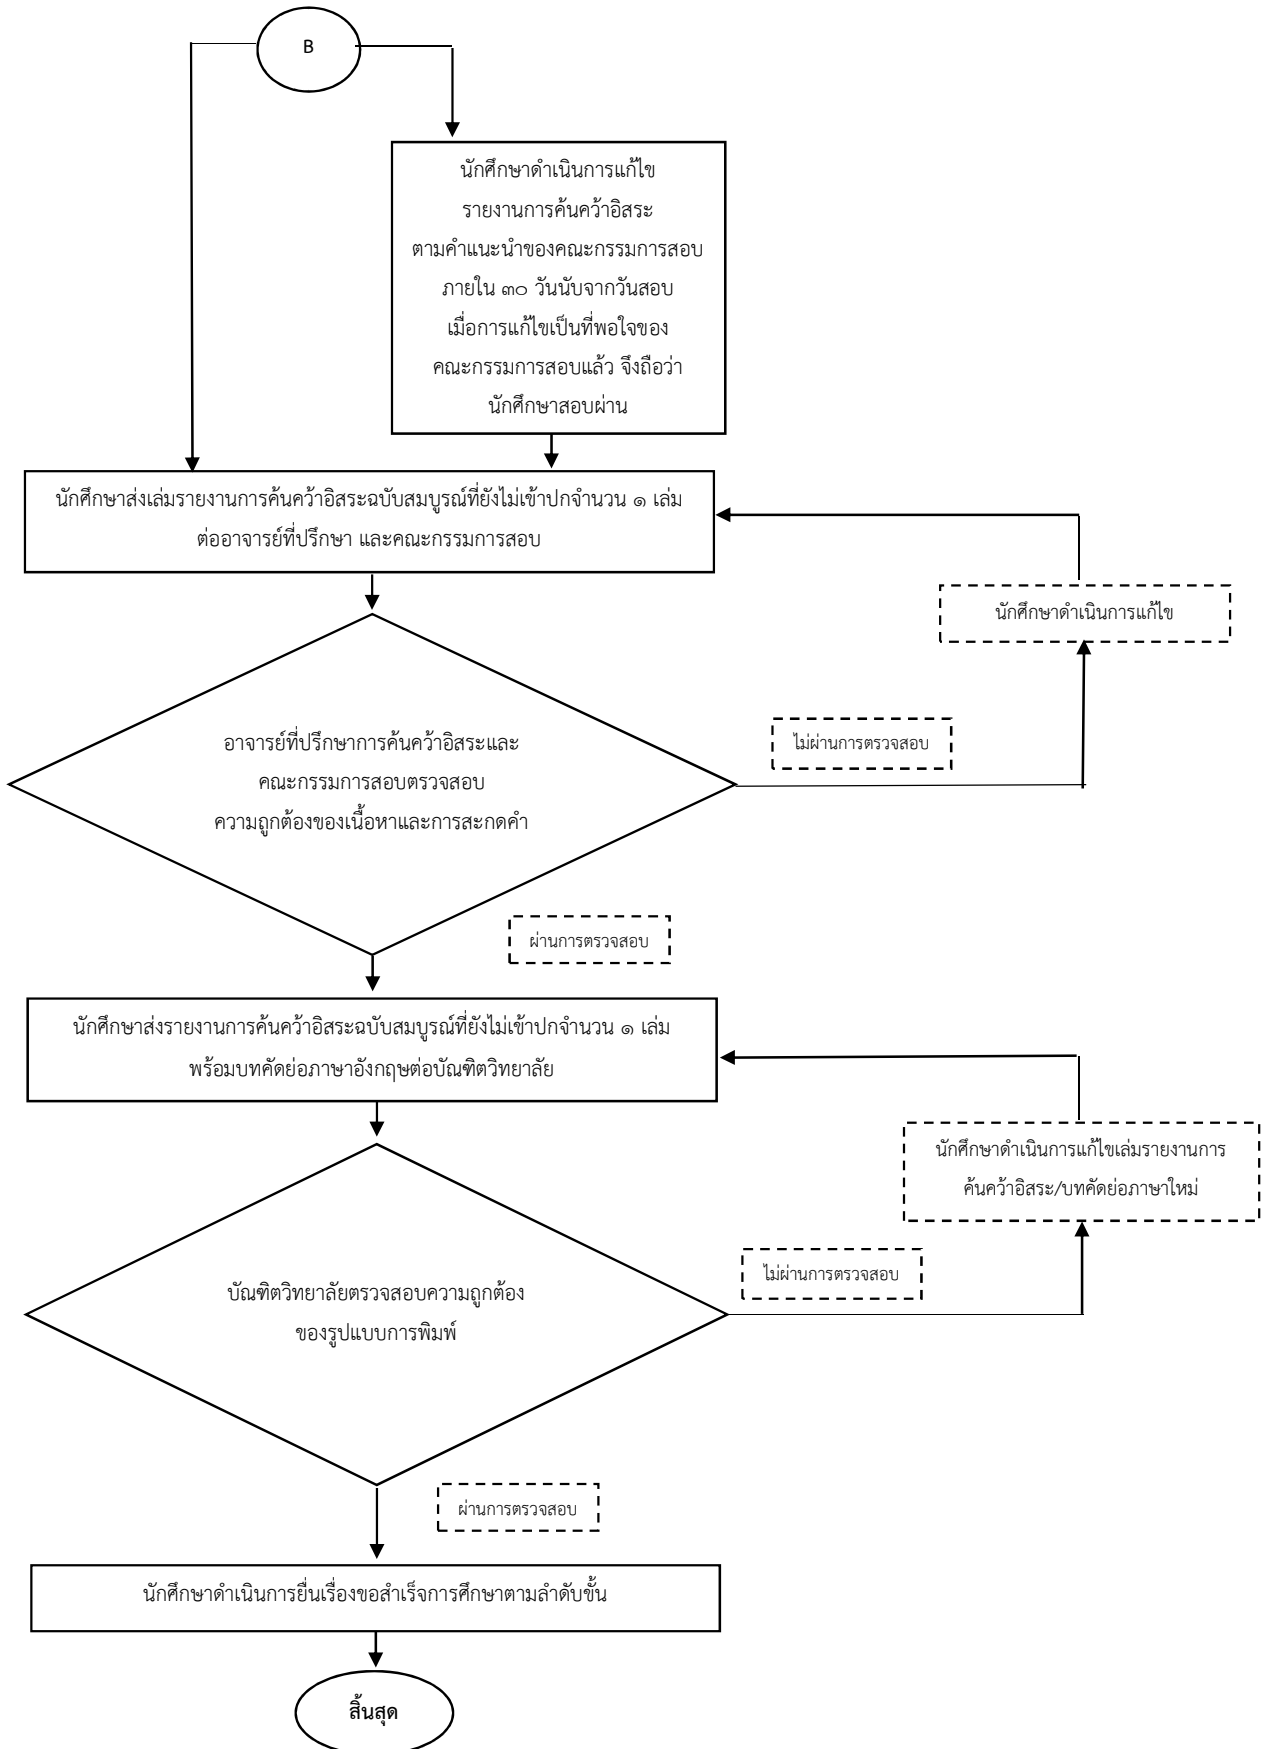 B
นักศึกษาดำเนินการแก้ไข
รายงานการค้นคว้าอิสระ
ตามคำแนะนำของคณะกรรมการสอบ
ภายใน ๓๐ วันนับจากวันสอบ
เมื่อการแก้ไขเป็นที่พอใจของ
คณะกรรมการสอบแล้ว จึงถือว่า
นักศึกษาสอบผ่าน
นักศึกษาส่งเล่มรายงานการค้นคว้าอิสระฉบับสมบูรณ์ที่ยังไม่เข้าปกจำนวน ๑ เล่ม
ต่ออาจารย์ที่ปรึกษา และคณะกรรมการสอบ
นักศึกษาดำเนินการแก้ไข
อาจารย์ที่ปรึกษาการค้นคว้าอิสระและ
คณะกรรมการสอบตรวจสอบ
ความถูกต้องของเนื้อหาและการสะกดคำ
ไม่ผ่านการตรวจสอบ
ผ่านการตรวจสอบ
นักศึกษาส่งรายงานการค้นคว้าอิสระฉบับสมบูรณ์ที่ยังไม่เข้าปกจำนวน ๑ เล่ม
พร้อมบทคัดย่อภาษาอังกฤษต่อบัณฑิตวิทยาลัย
นักศึกษาดำเนินการแก้ไขเล่มรายงานการ
ค้นคว้าอิสระ/บทคัดย่อภาษาใหม่
ไม่ผ่านการตรวจสอบ
บัณฑิตวิทยาลัยตรวจสอบความถูกต้อง
ของรูปแบบการพิมพ์
ผ่านการตรวจสอบ
นักศึกษาดำเนินการยื่นเรื่องขอสำเร็จการศึกษาตามลำดับขั้น
สิ้นสุด